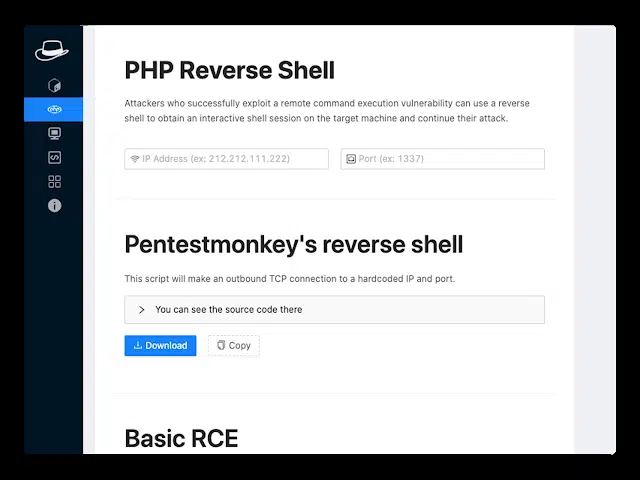 php
PHP Reverse Shell
Attackers who successfully exploit a remote command execution vulnerability can use a reverse
shell to obtain an interactive shell session on the target machine and continue their attack.
IP Address (ex: 212.212.111.222) Port (ex: 1337)
Pentestmonkey's reverse shell
This script will make an outbound TCP connection to a hardcoded IP and port.
You can see the source code there
Download Copy
Basic RCE